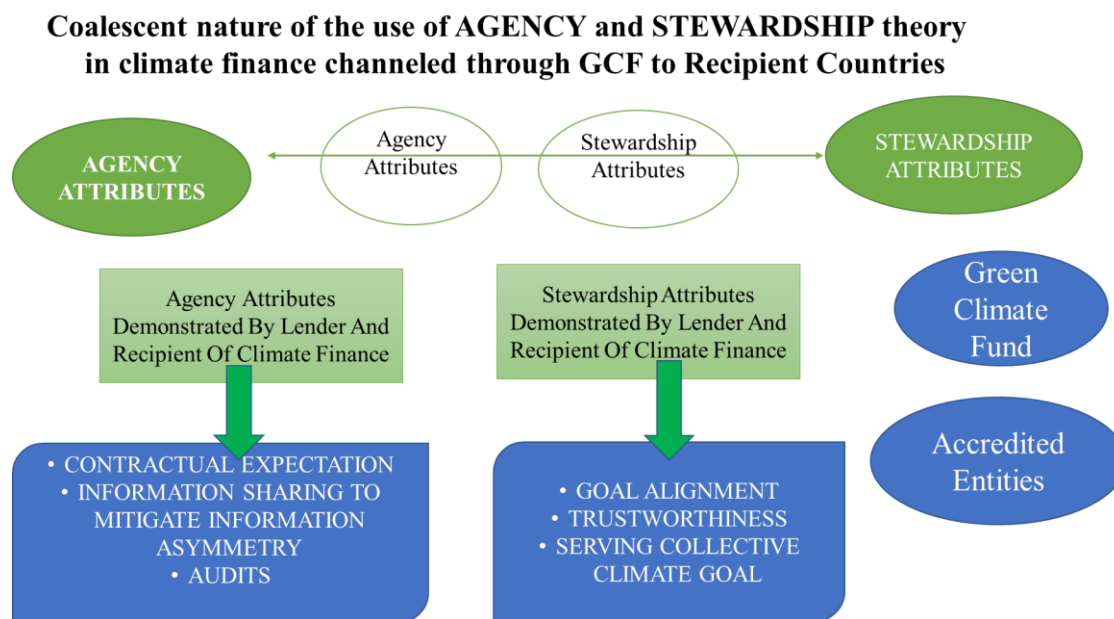 Coalescent nature of the use of AGENCY and STEWARDSHIP theory
in climate finance channeled through GCF to Recipient Countries
AGENCY
ATTRIBUTES
Agency
Attributes
Stewardship
Attributes
STEWARDSHIP
ATTRIBUTES
Agency Attributes
Demonstrated By Lender And
Recipient Of Climate Finance
Stewardship Attributes
Demonstrated By Lender And
Recipient Of Climate Finance
Green
Climate
Fund
• CONTRACTUAL EXPECTATION
• INFORMATION SHARING TO
MITIGATE INFORMATION
ASYMMETRY
• AUDITS
• GOAL ALIGNMENT
• TRUSTWORTHINESS
• SERVING COLLECTIVE
CLIMATE GOAL
Accredited
Entities